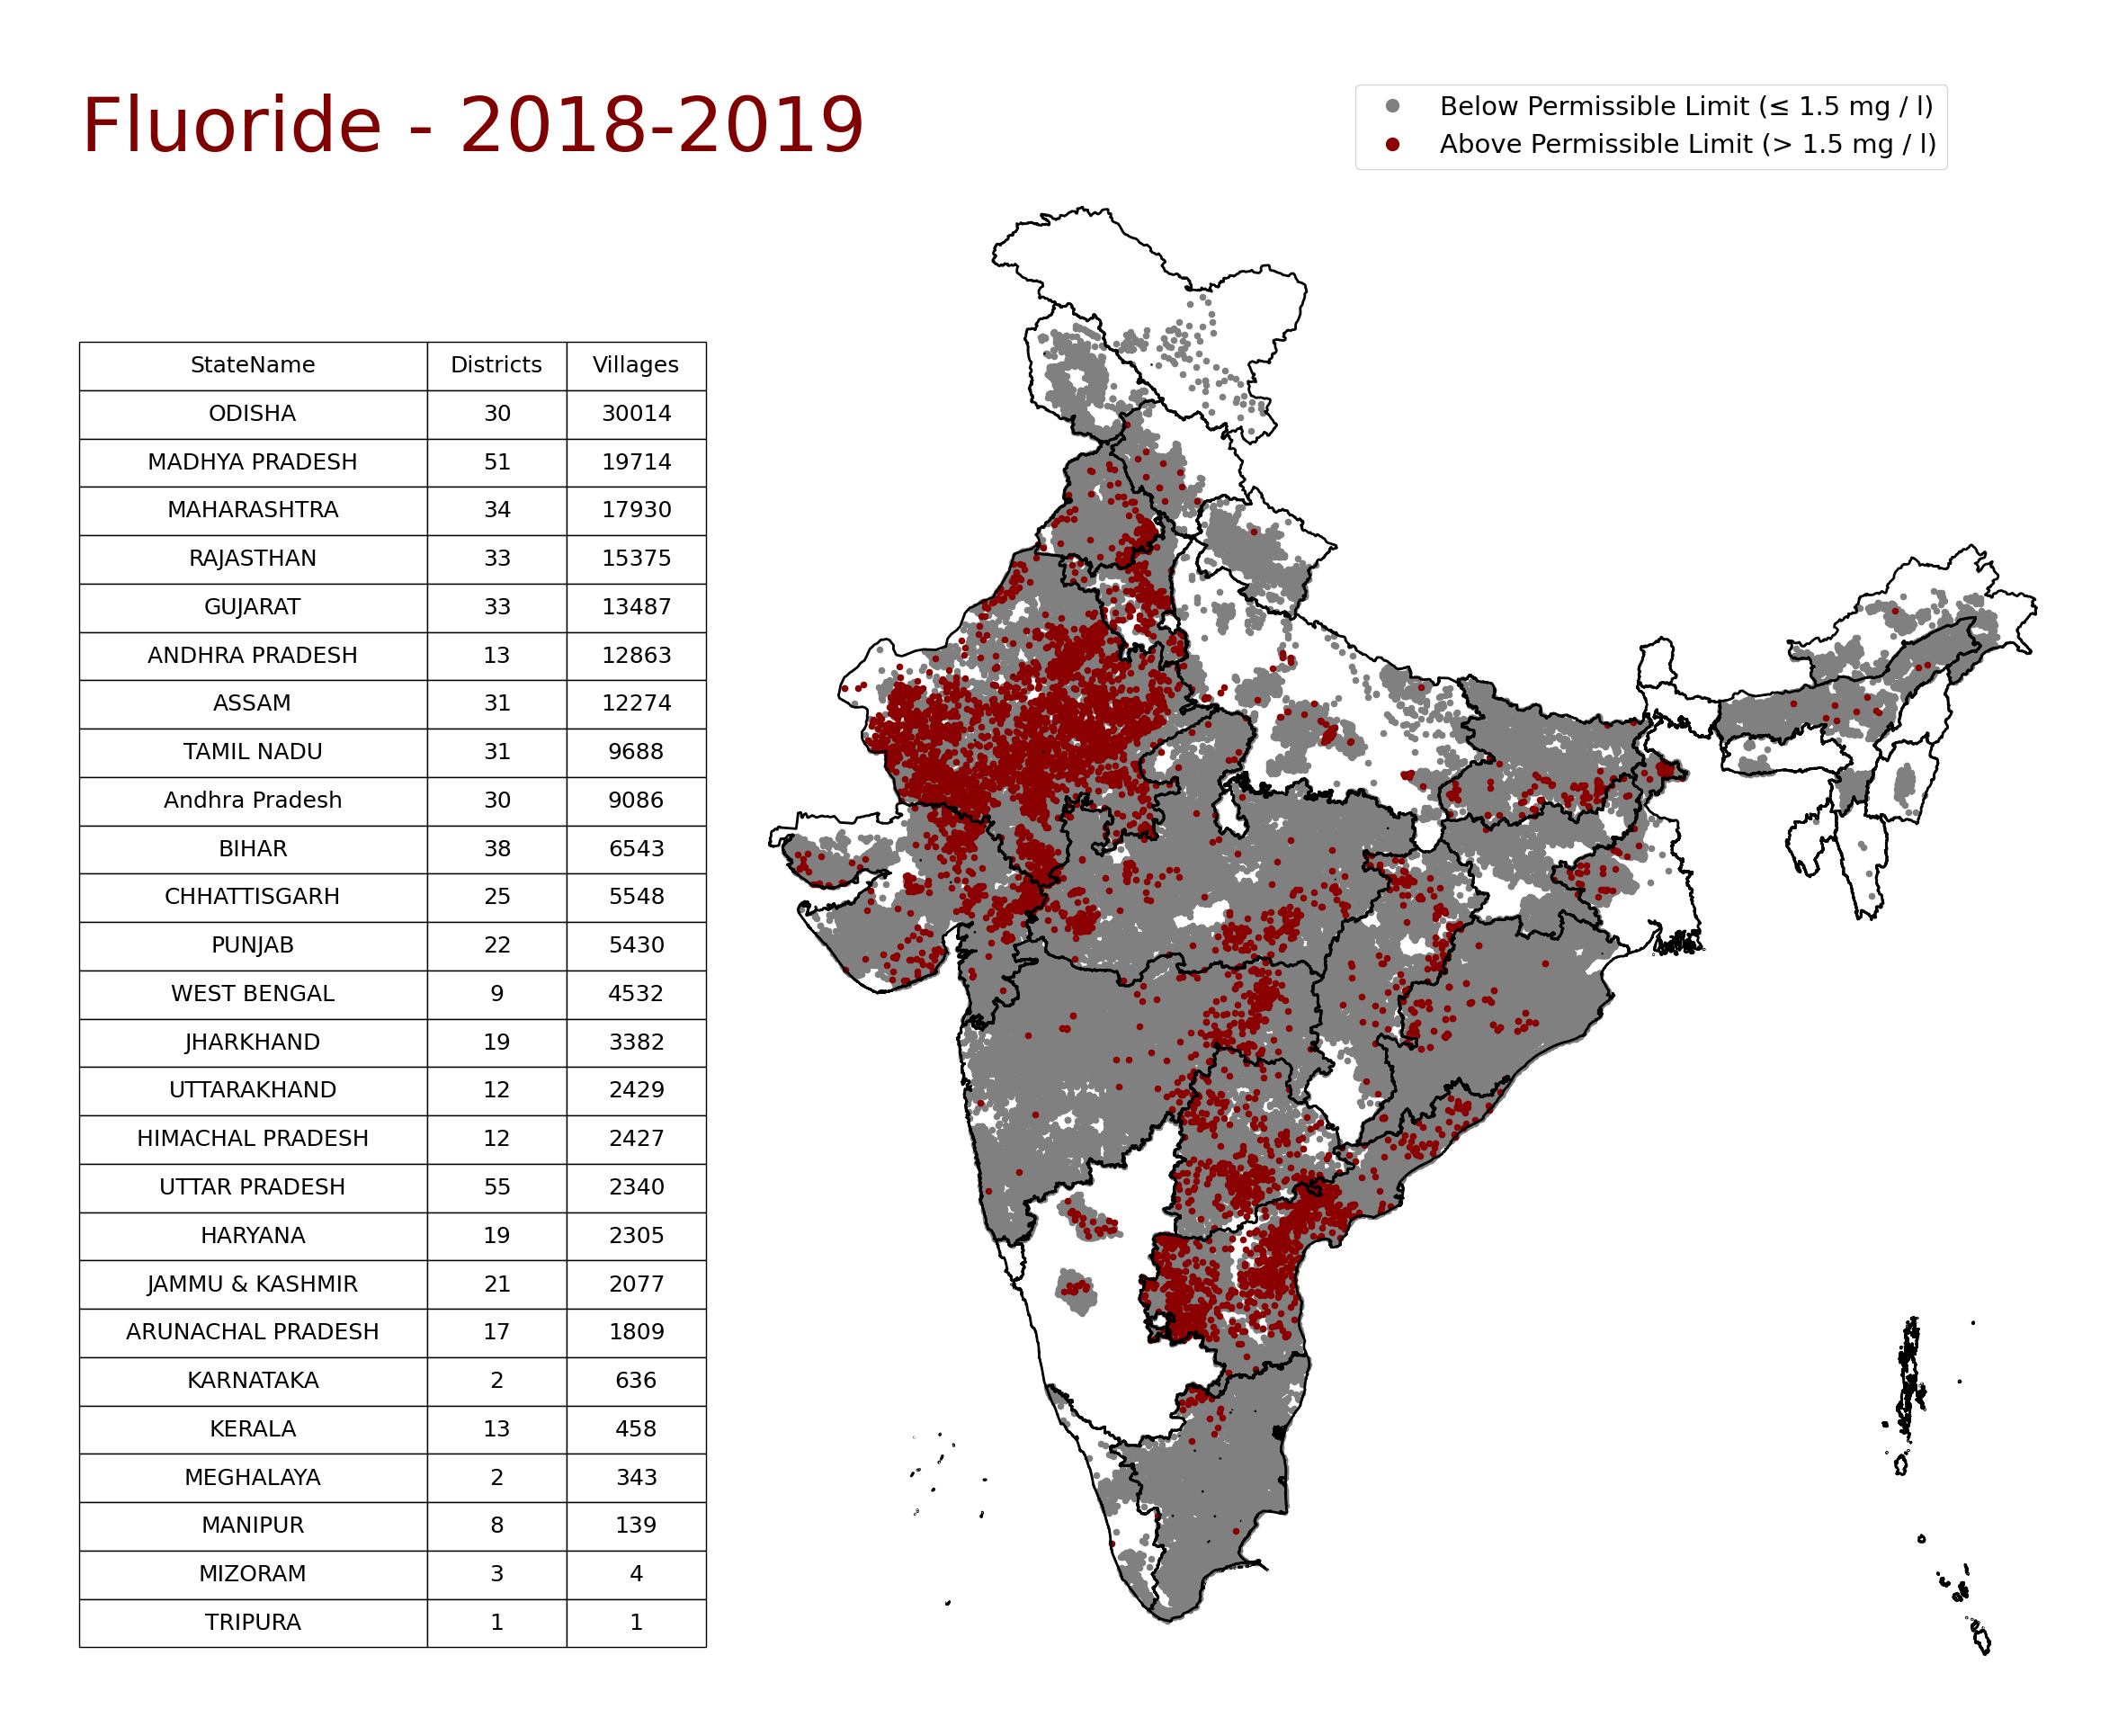 Fluoride - 2018-2019
Below Permissible Limit (≤ 1.5 mg / l)
Above Permissible Limit (> 1.5 mg / l)
StateName Districts Villages
ODISHA 30 30014
MADHYA PRADESH 51 19714
MAHARASHTRA 34 17930
RAJASTHAN 33 15375
GUJARAT 33 13487
ANDHRA PRADESH 13 12863
ASSAM 31 12274
TAMIL NADU 31 9688
Andhra Pradesh 30 9086
BIHAR 38 6543
CHHATTISGARH 25 5548
PUNJAB 22 5430
WEST BENGAL 9 4532
JHARKHAND 19 3382
UTTARAKHAND 12 2429
HIMACHAL PRADESH 12 2427
UTTAR PRADESH 55 2340
HARYANA 19 2305
JAMMU & KASHMIR 21 2077
ARUNACHAL PRADESH 17 1809
KARNATAKA 2 636
KERALA 13 458
MEGHALAYA 2 343
MANIPUR 8 139
MIZORAM 3 4
TRIPURA 1 1